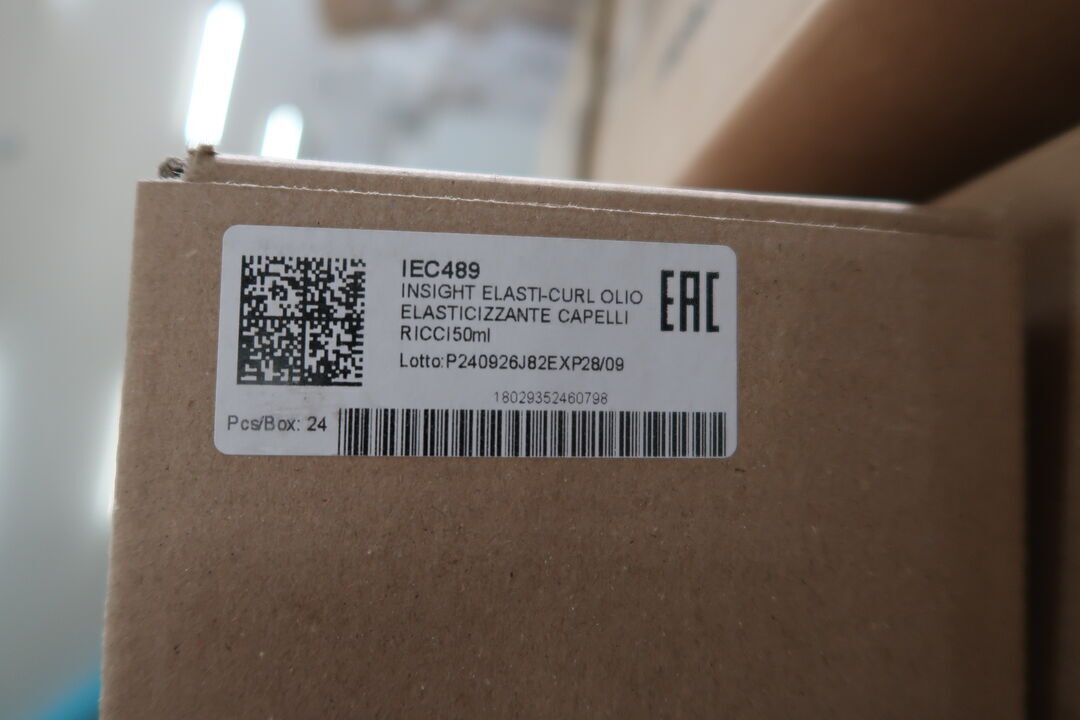 IEC489
INSIGHT ELASTI-CURL OLIO
ELASTICIZZANTE CAPELLI
RICCI50ml
Lotto:P240926J82EXP28/09
EAC
18029352460798
Pcs/Box: 24